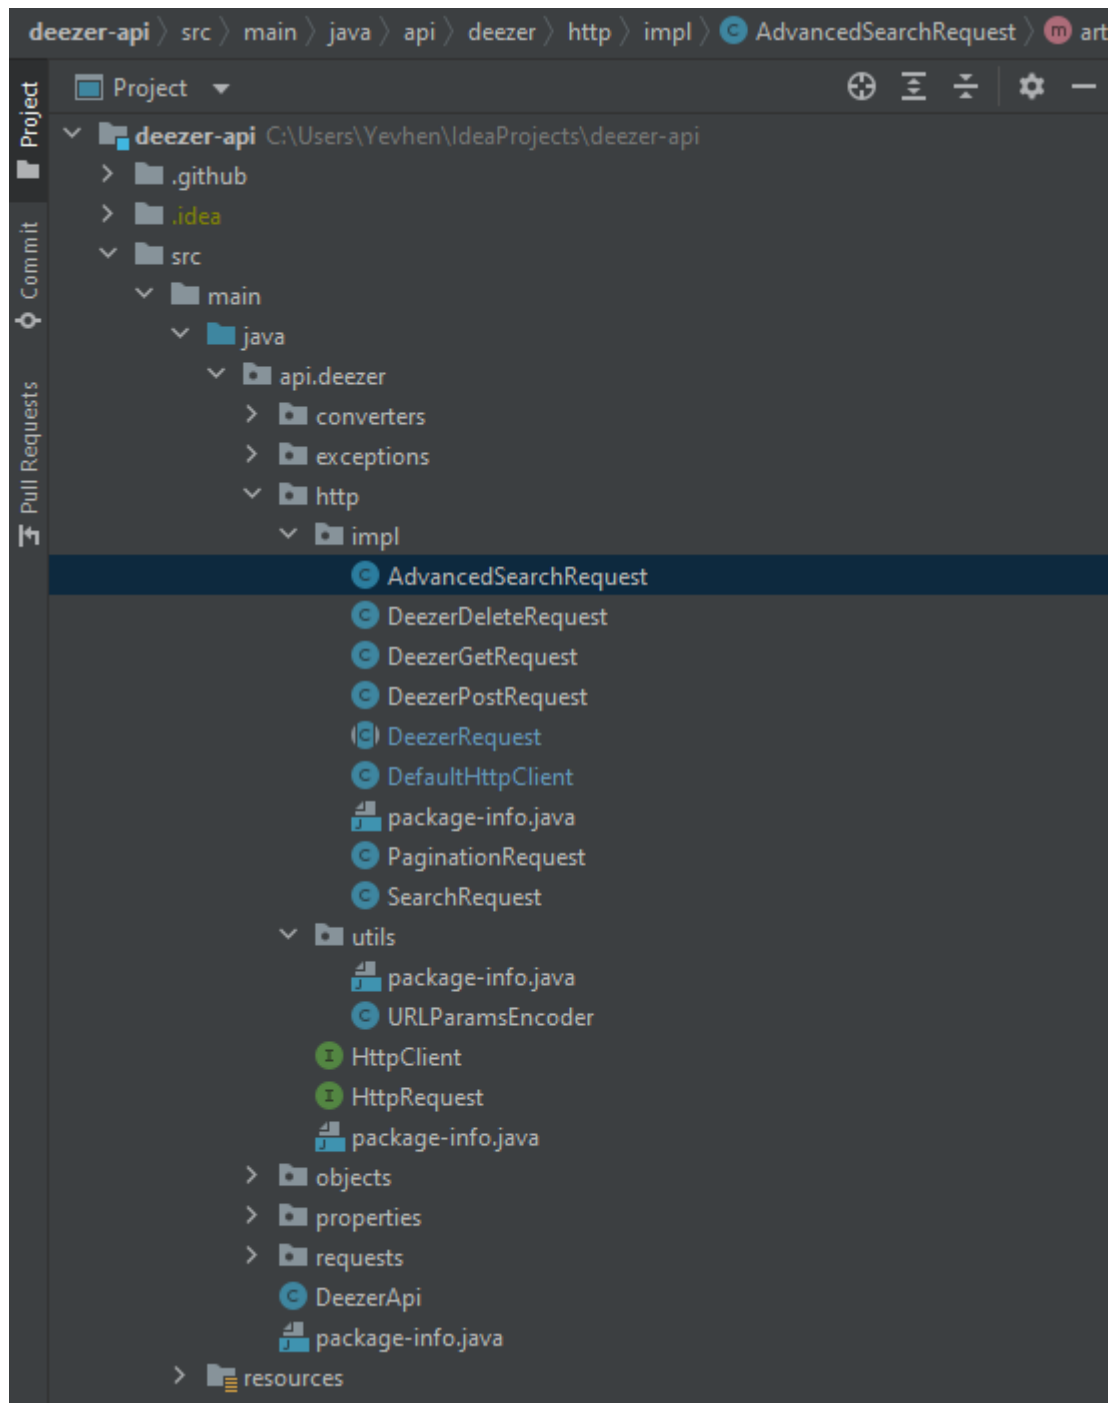 deezer-api 〉 src 〉 main 〉 java 〉 api 〉 deezer 〉 http 〉 impl 〉 C AdvancedSearchRequest 〉 m art
Project
Project
Commit
Pull Requests
deezer-api C:\Users\Yevhen\IdeaProjects\deezer-api
.github
.idea
src
main
java
api.deezer
converters
exceptions
http
impl
C AdvancedSearchRequest
C DeezerDeleteRequest
C DeezerGetRequest
C DeezerPostRequest
C DeezerRequest
C DefaultHttpClient
J package-info.java
C PaginationRequest
C SearchRequest
utils
J package-info.java
C URLParamsEncoder
I HttpClient
I HttpRequest
J package-info.java
objects
properties
requests
C DeezerApi
J package-info.java
resources